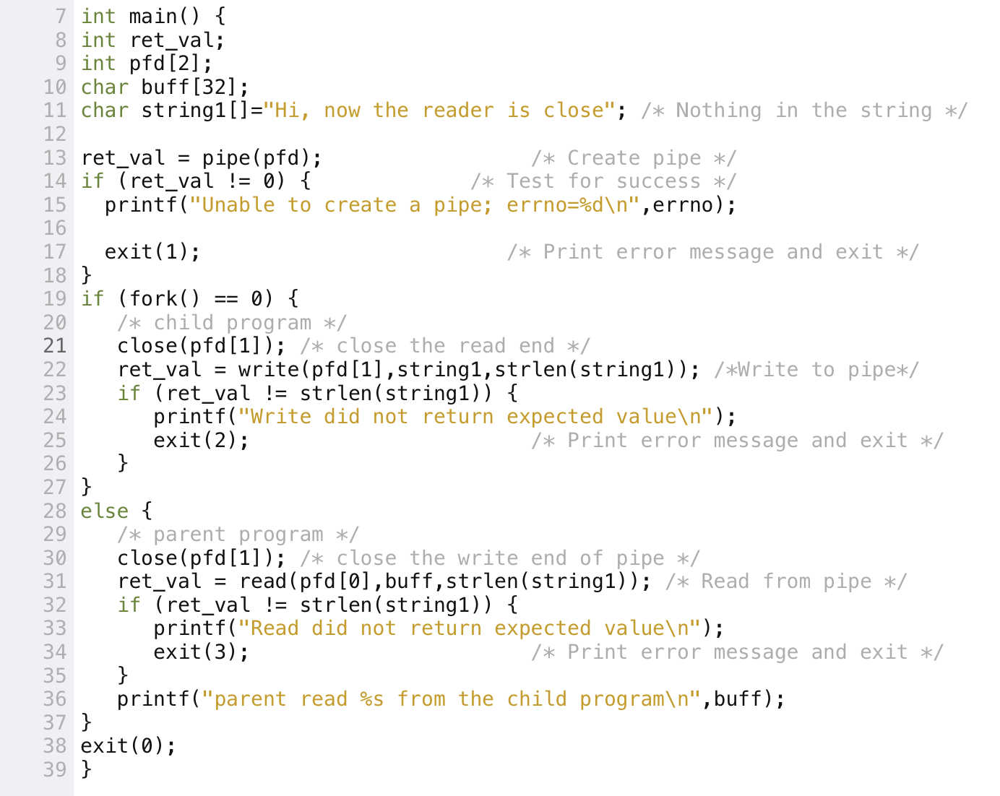 7 int main() {
8 int ret_val;
9 int pfd[2];
10 char buff[32];
11 char string1[]="Hi, now the reader is close"; /* Nothing in the string */
12
13 ret_val = pipe(pfd);                 /* Create pipe */
14 if (ret_val != 0) {             /* Test for success */
15   printf("Unable to create a pipe; errno=%d\n",errno);
16
17   exit(1);                         /* Print error message and exit */
18 }
19 if (fork() == 0) {
20    /* child program */
21    close(pfd[1]); /* close the read end */
22    ret_val = write(pfd[1],string1,strlen(string1)); /*Write to pipe*/
23    if (ret_val != strlen(string1)) {
24       printf("Write did not return expected value\n");
25       exit(2);                       /* Print error message and exit */
26    }
27 }
28 else {
29    /* parent program */
30    close(pfd[1]); /* close the write end of pipe */
31    ret_val = read(pfd[0],buff,strlen(string1)); /* Read from pipe */
32    if (ret_val != strlen(string1)) {
33       printf("Read did not return expected value\n");
34       exit(3);                       /* Print error message and exit */
35    }
36    printf("parent read %s from the child program\n",buff);
37 }
38 exit(0);
39 }